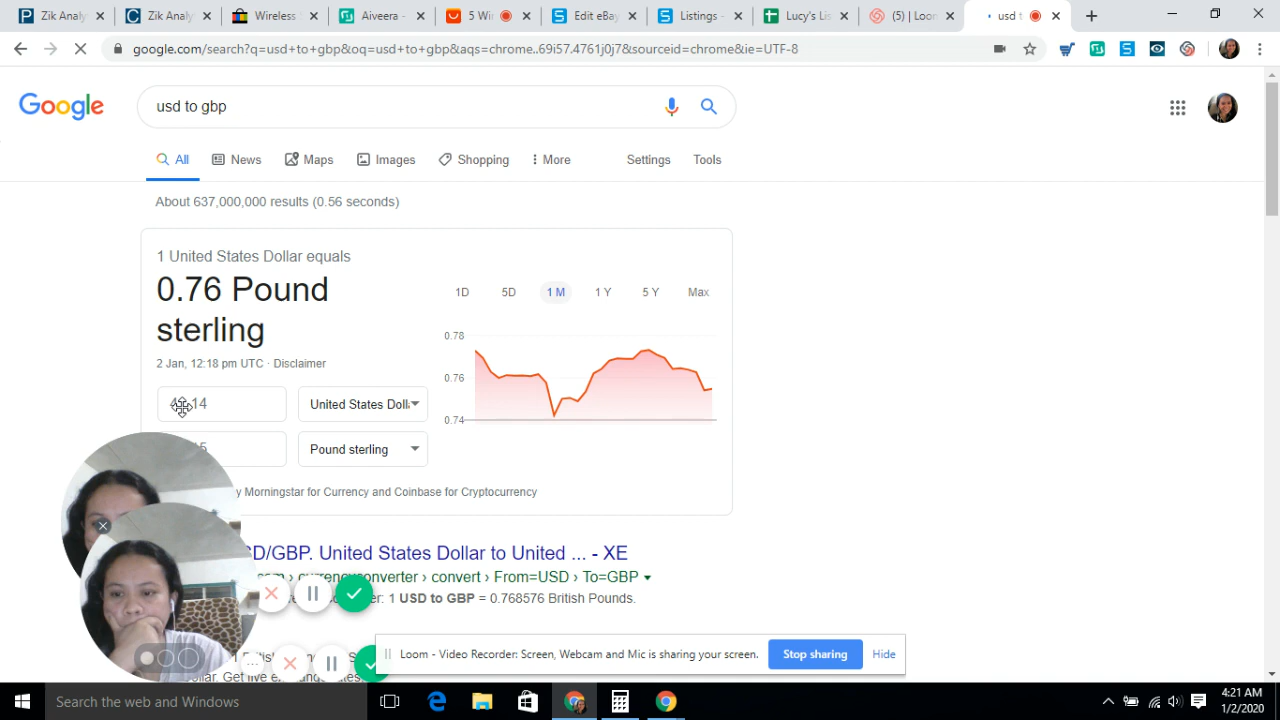 Zik Analy
Zik Analy
Wireless
Aiveers -
5 Wi
Edit eBay
Listings -
Lucy's Lis
(5) | Loo
usd t
google.com/search?q=usd+to+gbp&oq=usd+to+gbp&aqs=chrome..69i57.4761j0j7&sourceid=chrome&ie=UTF-8
Google
usd to gbp
All
News
Maps
Images
Shopping
More
Settings
Tools
About 637,000,000 results (0.56 seconds)
1 United States Dollar equals
0.76 Pound
sterling
2 Jan, 12:18 pm UTC · Disclaimer
1D
5D
1 M
1 Y
5 Y
Max
0.78
0.76
0.74
14
United States Doll
Pound sterling
y Morningstar for Currency and Coinbase for Cryptocurrency
D/GBP. United States Dollar to United ... - XE
› currencyconverter › convert › From=USD › To=GBP
er: 1 USD to GBP = 0.768576 British Pounds.
Loom - Video Recorder: Screen, Webcam and Mic is sharing your screen.
Stop sharing
Hide
Search the web and Windows
4:21 AM
1/2/2020